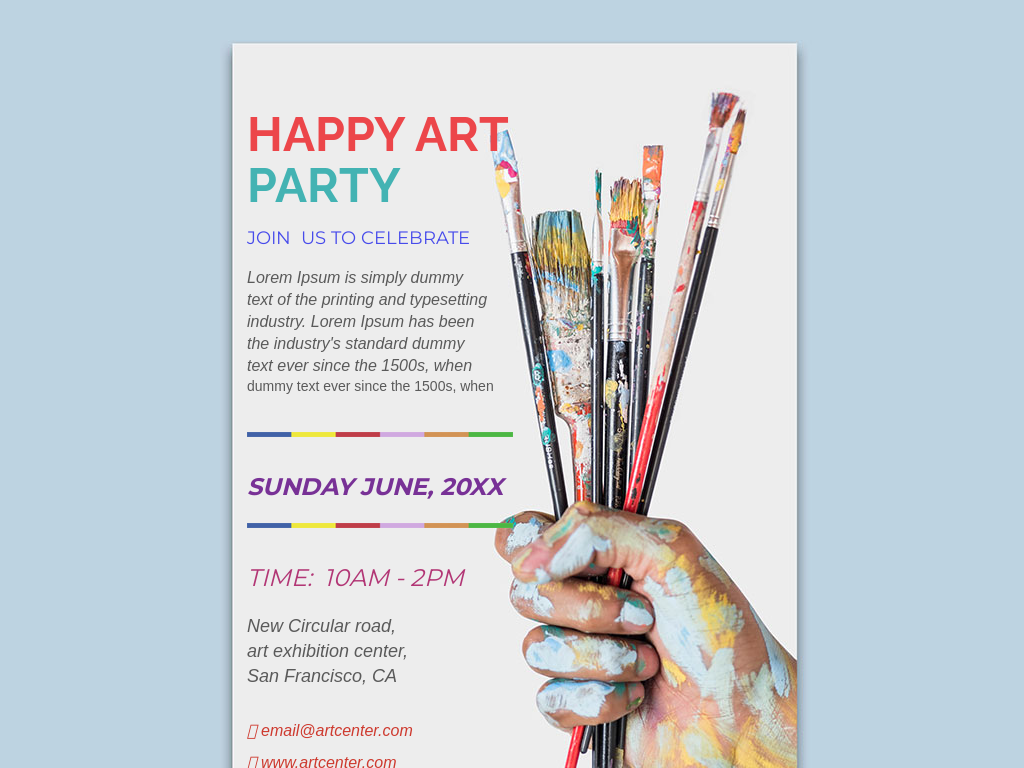 HAPPY ART
PARTY
JOIN  US TO CELEBRATE
Lorem Ipsum is simply dummy
text of the printing and typesetting
industry. Lorem Ipsum has been
the industry's standard dummy
text ever since the 1500s, when
dummy text ever since the 1500s, when
SUNDAY JUNE, 20XX
TIME:  10AM - 2PM
New Circular road,
art exhibition center,
San Francisco, CA
email@artcenter.com
www.artcenter.com